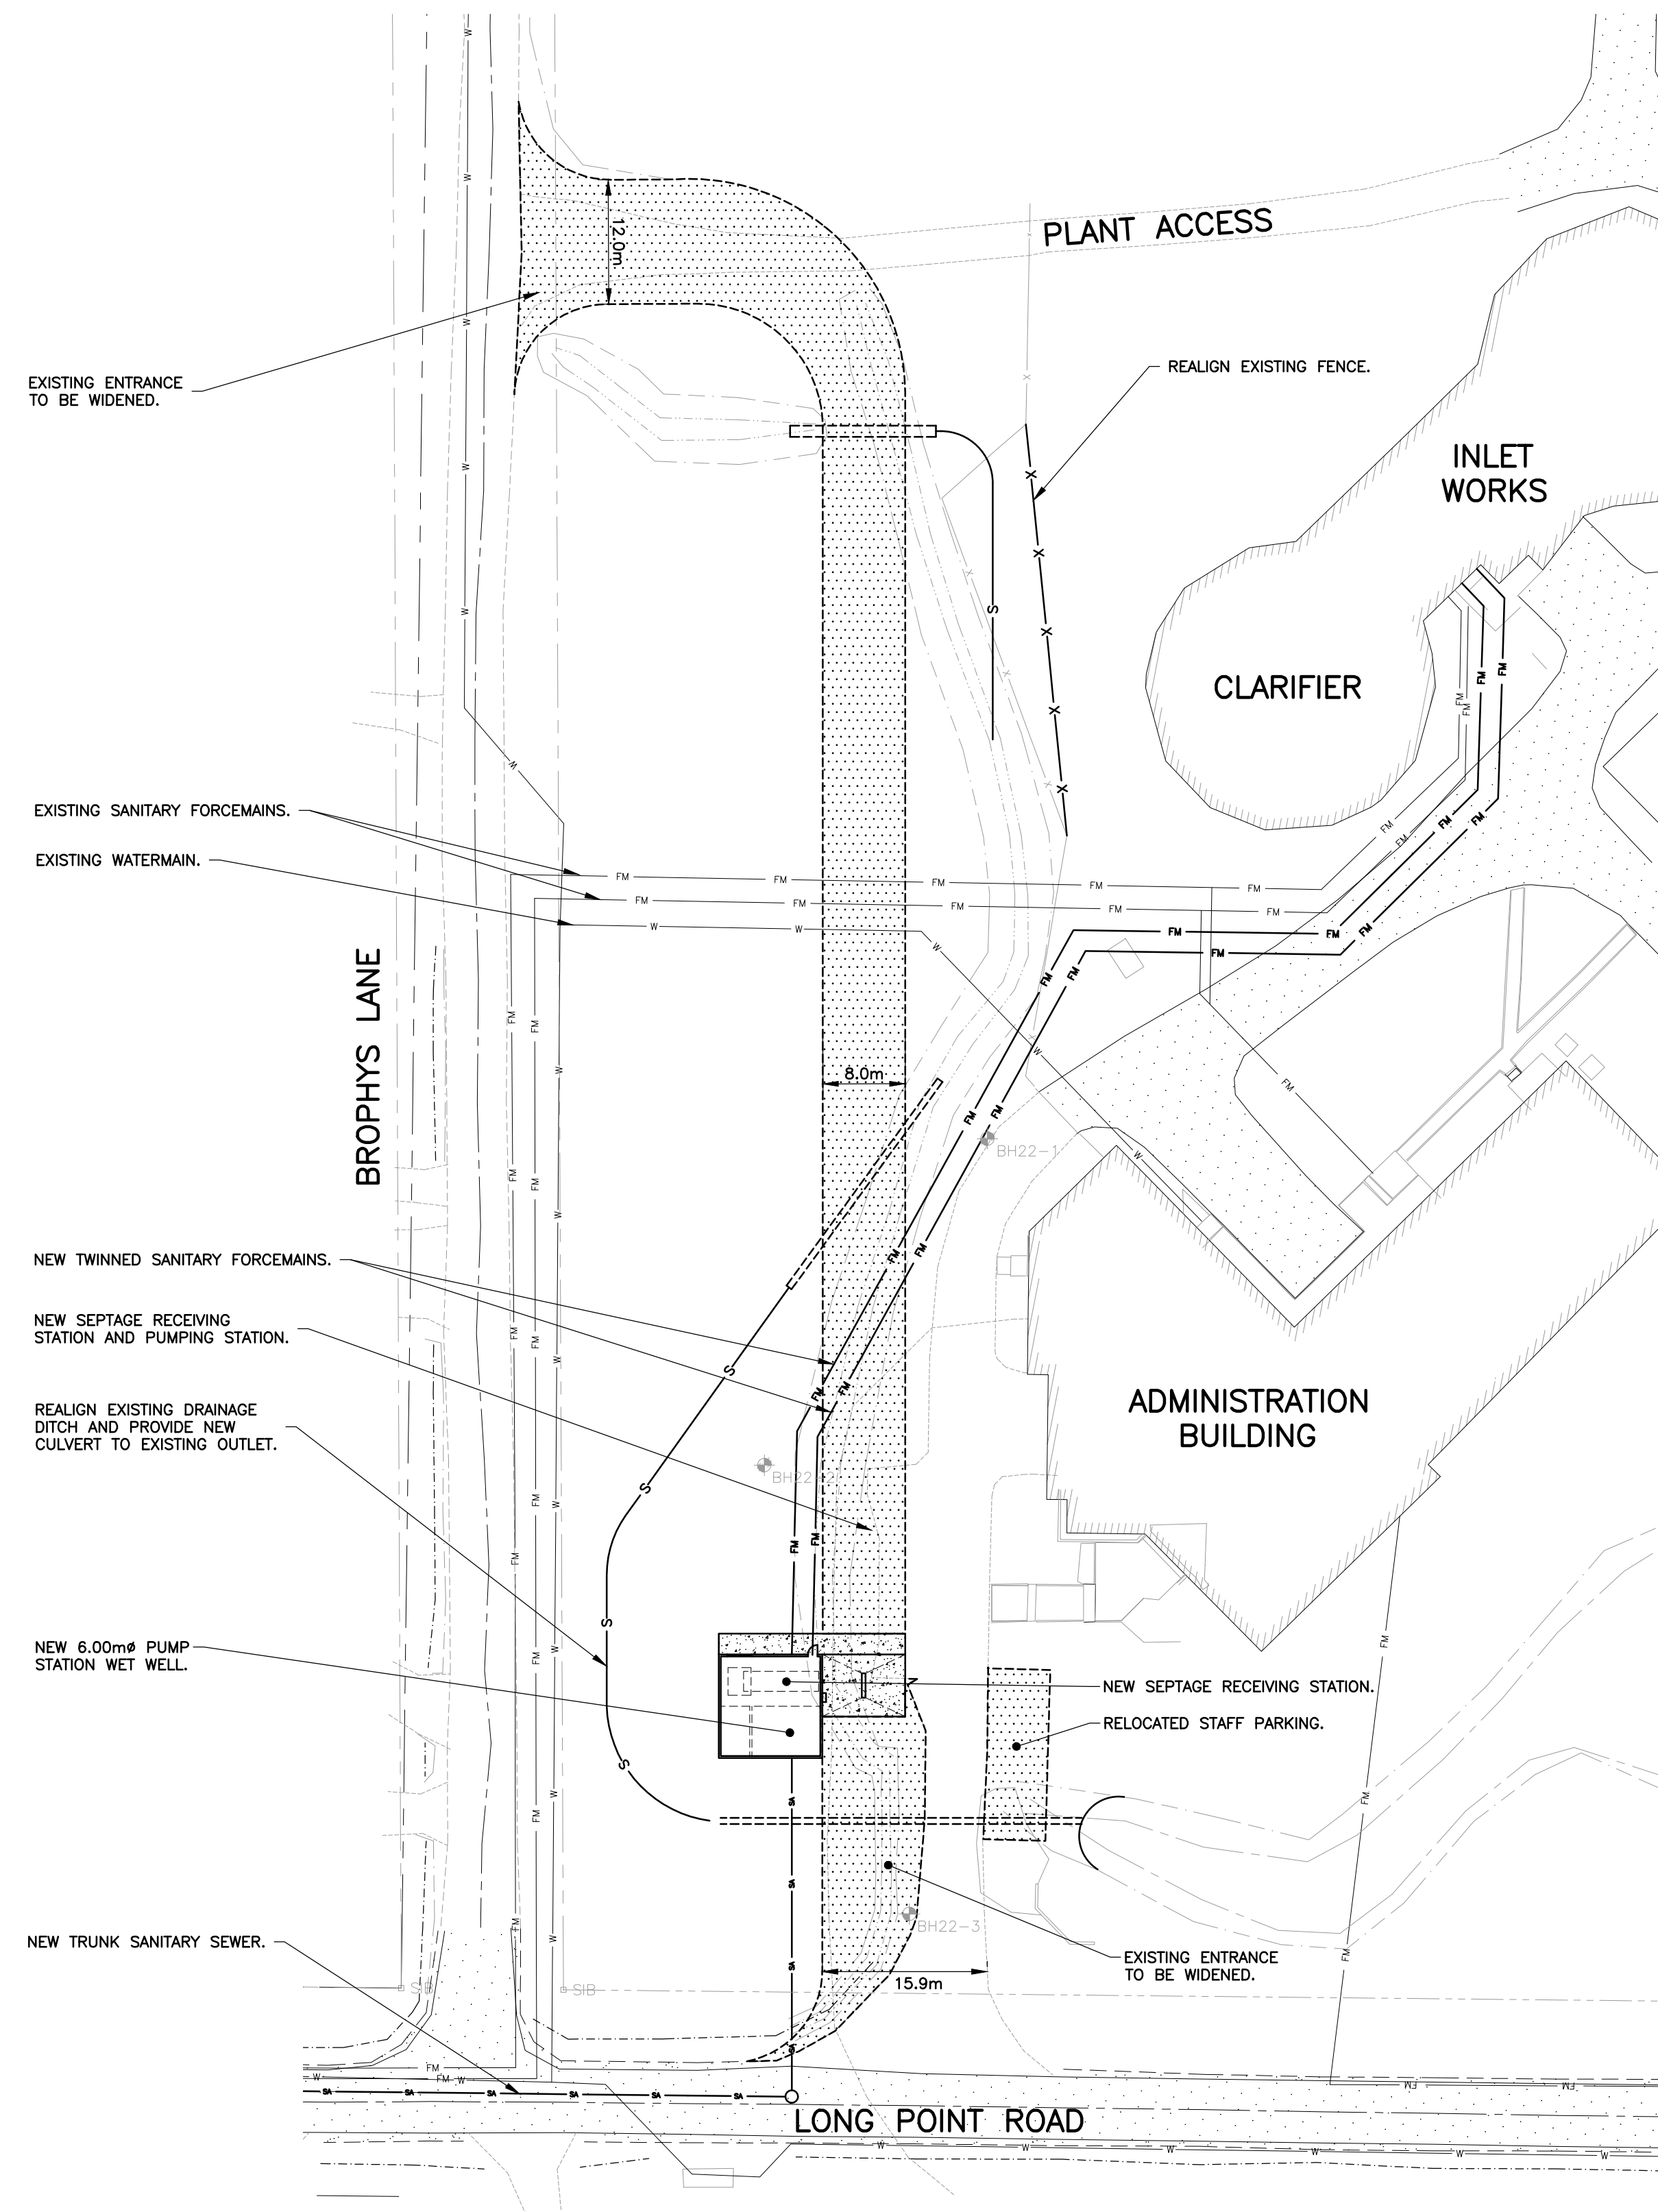 PLANT ACCESS
12.0m
EXISTING ENTRANCE
TO BE WIDENED.
REALIGN EXISTING FENCE.
INLET
WORKS
CLARIFIER
EXISTING SANITARY FORCEMAINS.
EXISTING WATERMAIN.
BROPHYS LANE
8.0m
BH22-1
NEW TWINNED SANITARY FORCEMAINS.
NEW SEPTAGE RECEIVING
STATION AND PUMPING STATION.
REALIGN EXISTING DRAINAGE
DITCH AND PROVIDE NEW
CULVERT TO EXISTING OUTLET.
ADMINISTRATION
BUILDING
BH22-2
NEW 6.00mø PUMP
STATION WET WELL.
NEW SEPTAGE RECEIVING STATION.
RELOCATED STAFF PARKING.
BH22-3
NEW TRUNK SANITARY SEWER.
EXISTING ENTRANCE
TO BE WIDENED.
15.9m
SIB
SIB
LONG POINT ROAD
W
FM
S
X
SA